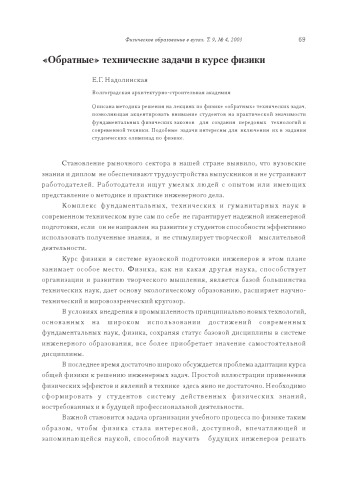 Физическое образование в вузах. Т. 9, № 4, 2003 69
«Обратные» технические задачи в курсе физики
Е.Г. Надолинская
Волгоградская архитектурно-строительная академия
Описана методика решения на лекциях по физике «обратных» технических задач,
позволяющая акцентировать внимание студентов на практической значимости
фундаментальных физических законов для создания передовых технологий и
современной техники. Подобные задачи интересны для включения их в задания
студенческих олимпиад по физике.
Становление рыночного сектора в нашей стране выявило, что вузовские
знания и диплом не обеспечивают трудоустройства выпускников и не устраивают
работодателей. Работодатели ищут умелых людей с опытом или имеющих
представление о методике и практике инженерного дела.
Комплекс фундаментальных, технических и гуманитарных наук в
современном техническом вузе сам по себе не гарантирует надежной инженерной
подготовки, если он не направлен на развитие у студентов способности эффективно
использовать полученные знания, и не стимулирует творческой мыслительной
деятельности.
Курс физики в системе вузовской подготовки инженеров в этом плане
занимает особое место. Физика, как ни какая другая наука, способствует
организации и развитию творческого мышления, является базой большинства
технических наук, дает основу экологическому образованию, расширяет научно-
технический и мировоззренческий кругозор.
В условиях внедрения в промышленность принципиально новых технологий,
основанных на широком использовании достижений современных
фундаментальных наук, физика, сохраняя статус базовой дисциплины в системе
инженерного образования, все более приобретает значение самостоятельной
дисциплины.
В последнее время достаточно широко обсуждается проблема адаптации курса
общей физики к решению инженерных задач. Простой иллюстрации применения
физических эффектов и явлений в технике здесь явно не достаточно. Необходимо
сформировать у студентов систему действенных физических знаний,
востребованных и в будущей профессиональной деятельности.
Важной становится задача организации учебного процесса по физике таким
образом, чтобы физика стала интересной, доступной, впечатляющей и
запоминающейся наукой, способной научить будущих инженеров решать